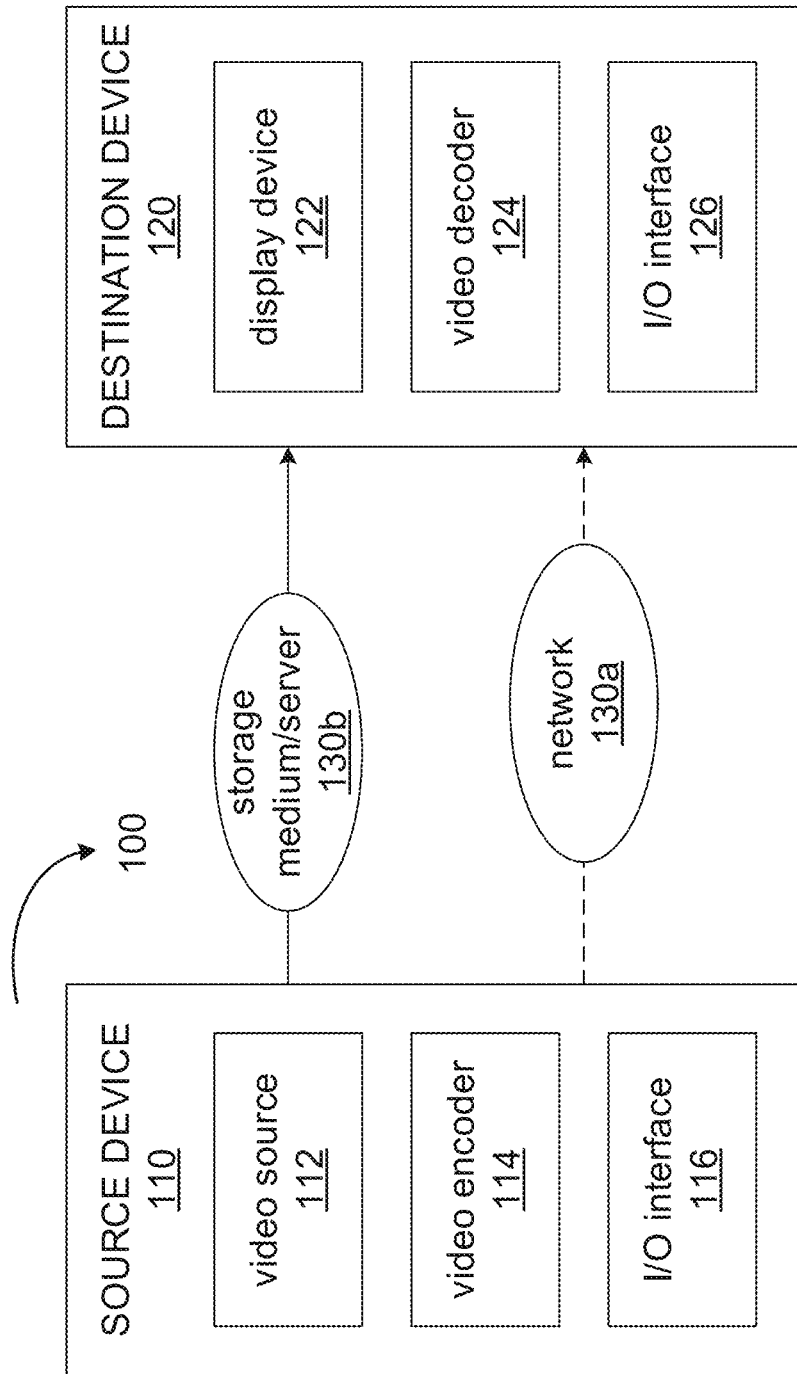 100
SOURCE DEVICE
110
video source
112
video encoder
114
I/O interface
116
storage
medium/server
130b
network
130a
DESTINATION DEVICE
120
display device
122
video decoder
124
I/O interface
126